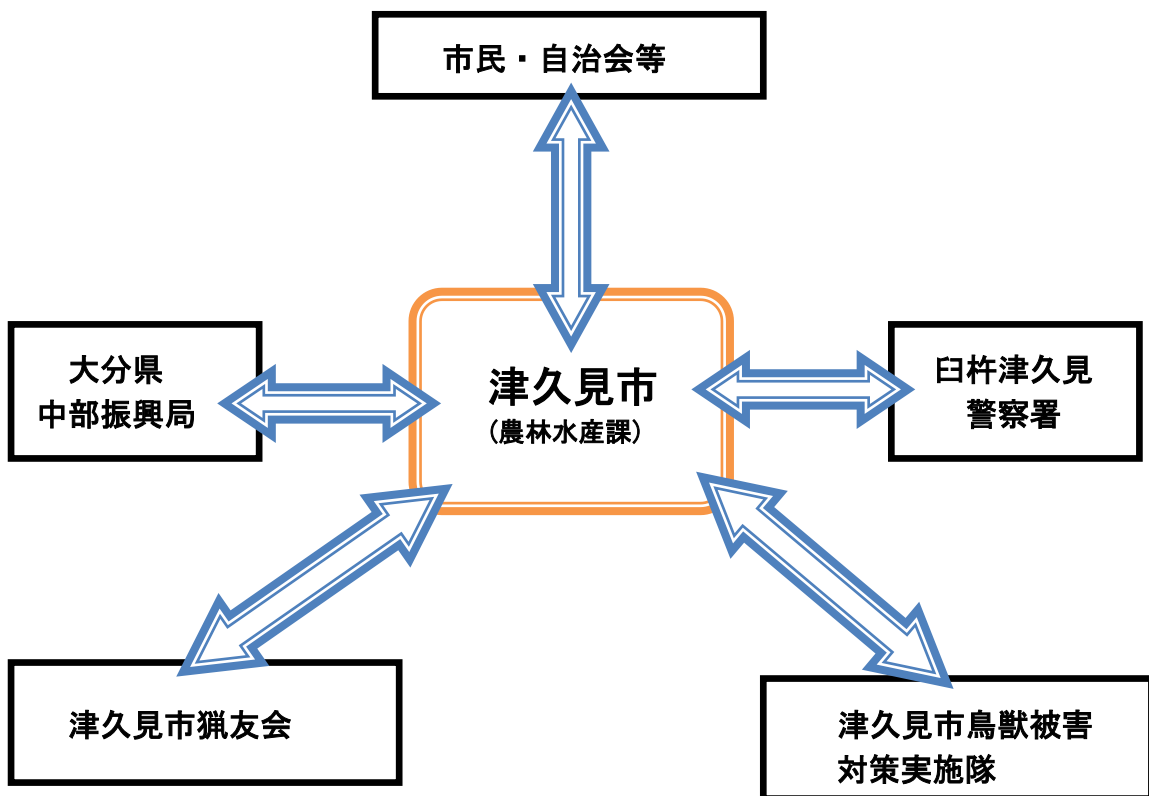 市民・自治会等
大分県
中部振興局
津久見市
(農林水産課)
臼杵津久見
警察署
津久見市猟友会
津久見市鳥獣被害
対策実施隊